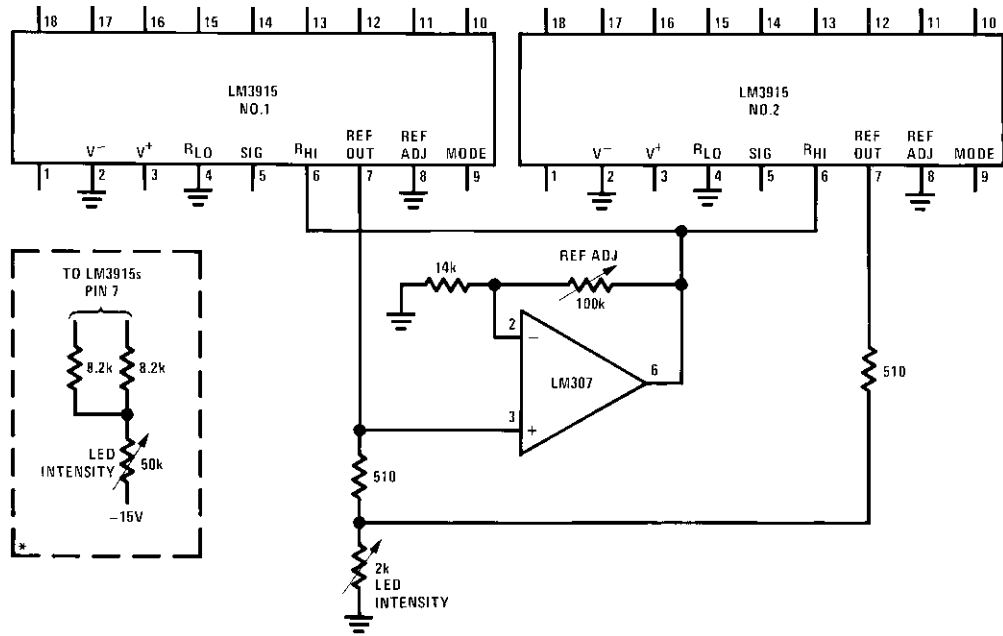 18 17 16 15 14 13 12 11 10
18 17 16 15 14 13 12 11 10
LM3915
NO.1
LM3915
NO.2
V− V+ RLO SIG RHI REF OUT REF ADJ MODE
V− V+ RLO SIG RHI REF OUT REF ADJ MODE
1 2 3 4 5 6 7 8 9
1 2 3 4 5 6 7 8 9
TO LM3915s
PIN 7
8.2k
8.2k
LED
INTENSITY
50k
−15V
*
14k
REF ADJ
100k
2
−
LM307
6
3
+
510
510
2k
LED
INTENSITY